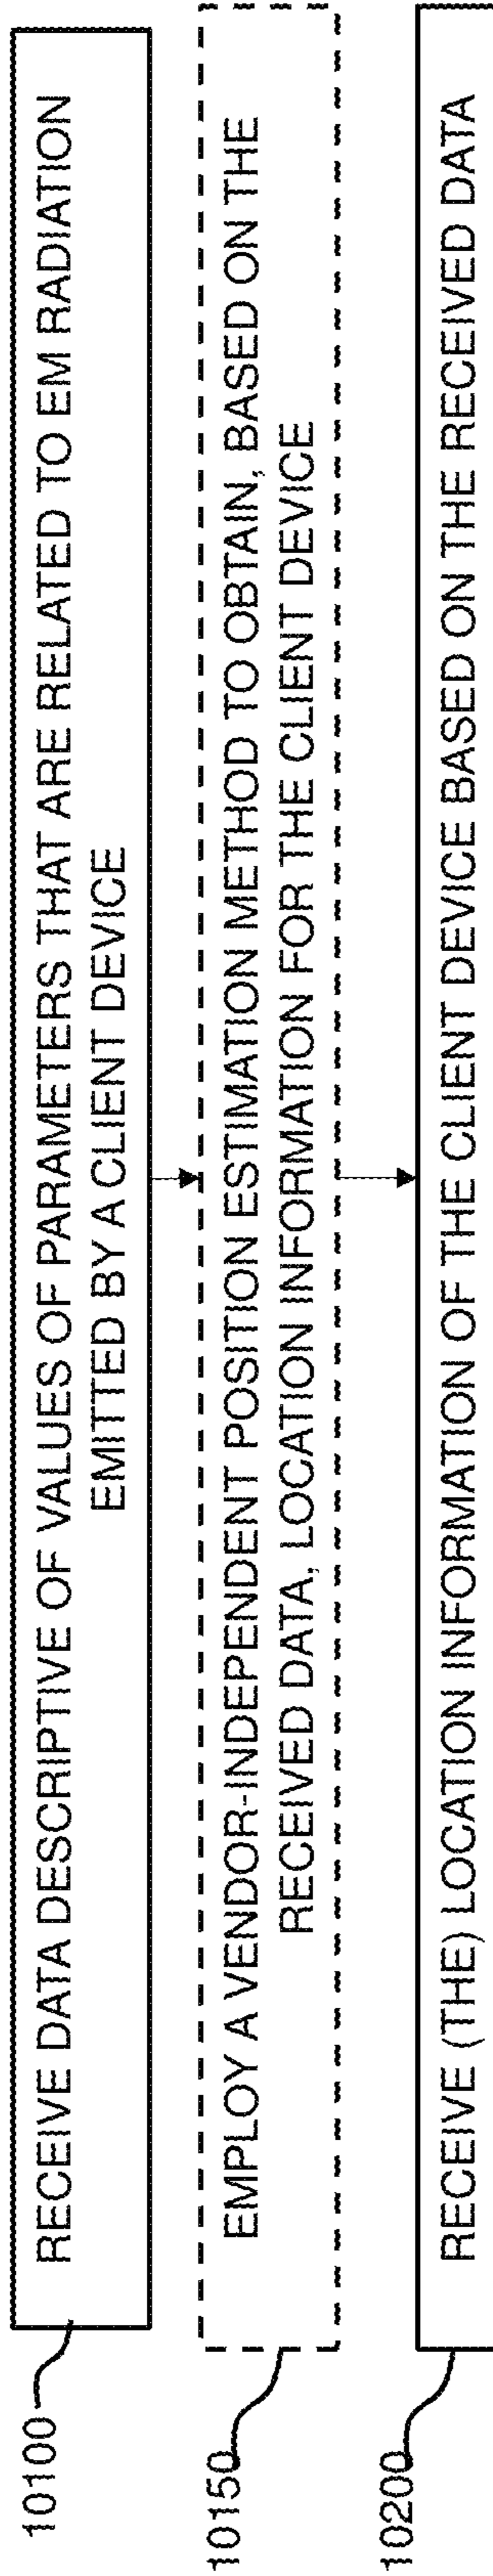 10100
RECEIVE DATA DESCRIPTIVE OF VALUES OF PARAMETERS THAT ARE RELATED TO EM RADIATION
EMITTED BY A CLIENT DEVICE
10150
EMPLOY A VENDOR-INDEPENDENT POSITION ESTIMATION METHOD TO OBTAIN, BASED ON THE
RECEIVED DATA, LOCATION INFORMATION FOR THE CLIENT DEVICE
10200
RECEIVE (THE) LOCATION INFORMATION OF THE CLIENT DEVICE BASED ON THE RECEIVED DATA